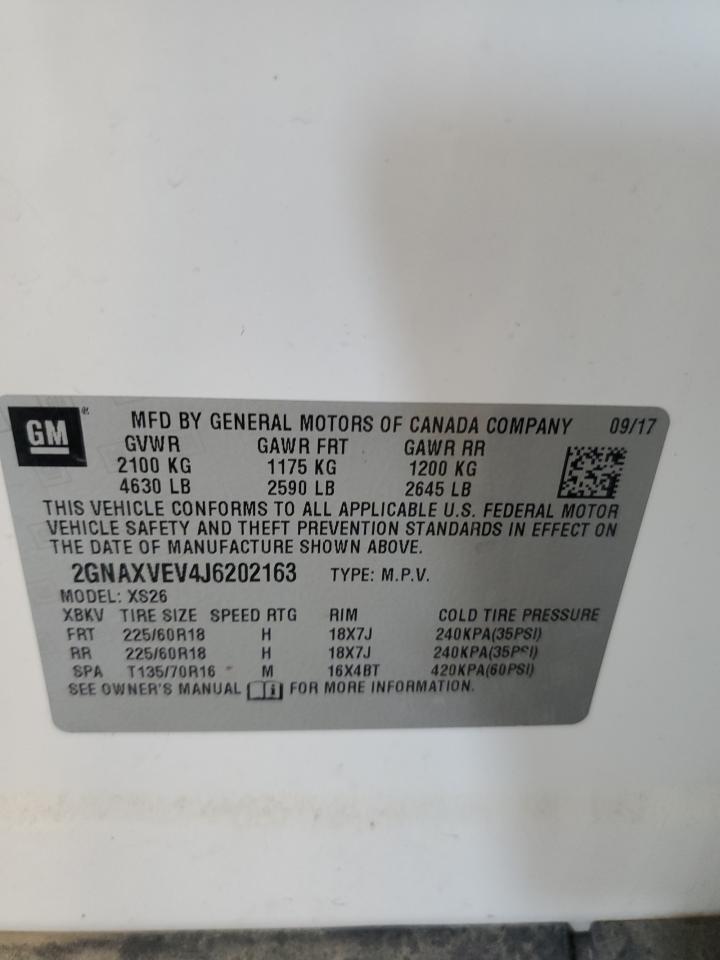 GM®
MFD BY GENERAL MOTORS OF CANADA COMPANY 09/17
GVWR GAWR FRT GAWR RR
2100 KG 1175 KG 1200 KG
4630 LB 2590 LB 2645 LB
THIS VEHICLE CONFORMS TO ALL APPLICABLE U.S. FEDERAL MOTOR
VEHICLE SAFETY AND THEFT PREVENTION STANDARDS IN EFFECT ON
THE DATE OF MANUFACTURE SHOWN ABOVE.
2GNAXVEV4J6202163 TYPE: M.P.V.
MODEL: XS26
XBKV TIRE SIZE SPEED RTG RIM COLD TIRE PRESSURE
FRT 225/60R18 H 18X7J 240KPA(35PSI)
RR 225/60R18 H 18X7J 240KPA(35PSI)
SPA T135/70R16 M 16X4BT 420KPA(60PSI)
SEE OWNER'S MANUAL FOR MORE INFORMATION.